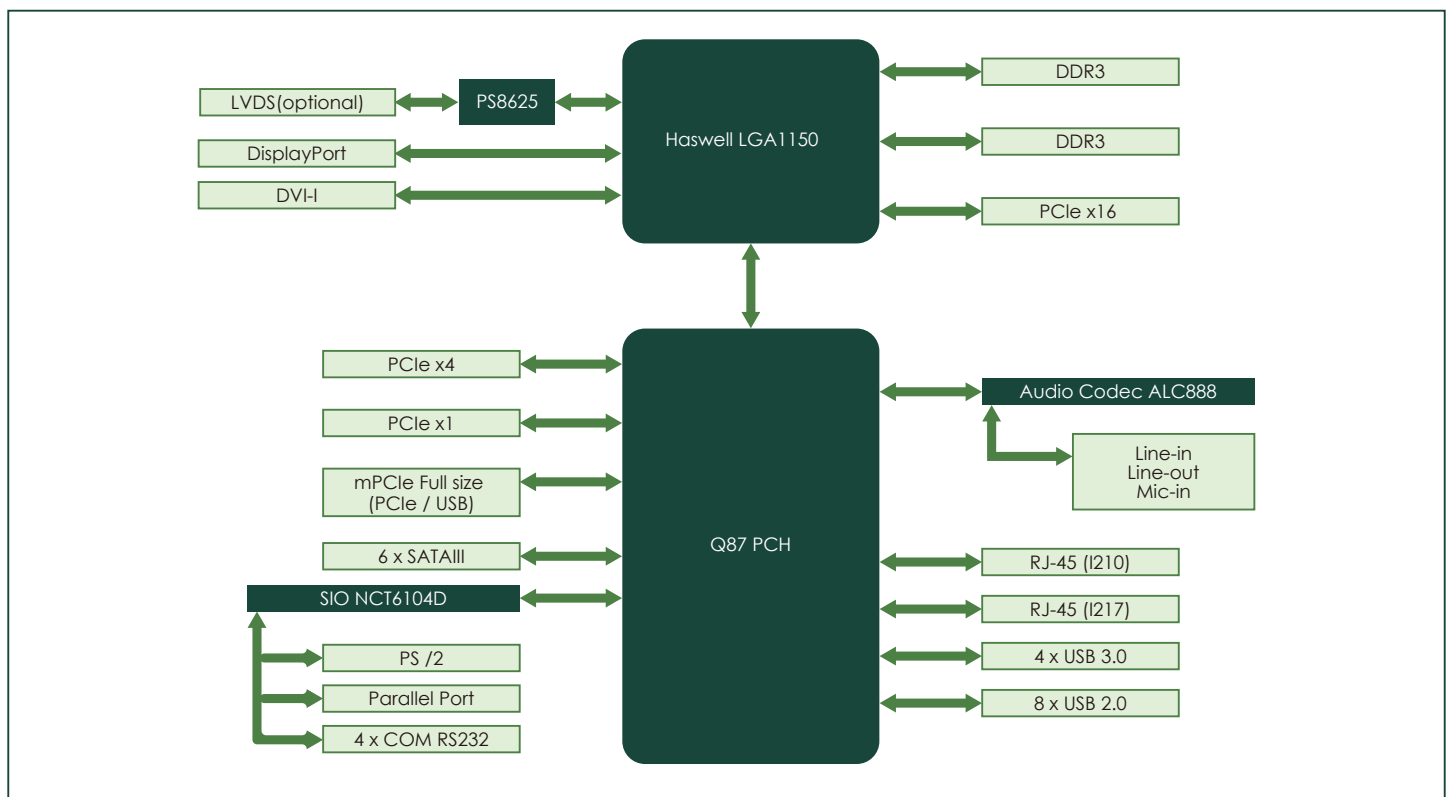 LVDS(optional)
PS8625
DisplayPort
DVI-I
Haswell LGA1150
DDR3
DDR3
PCIe x16
PCIe x4
PCIe x1
mPCIe Full size
(PCIe / USB)
6 x SATAIII
SIO NCT6104D
PS /2
Parallel Port
4 x COM RS232
Q87 PCH
Audio Codec ALC888
Line-in
Line-out
Mic-in
RJ-45 (I210)
RJ-45 (I217)
4 x USB 3.0
8 x USB 2.0